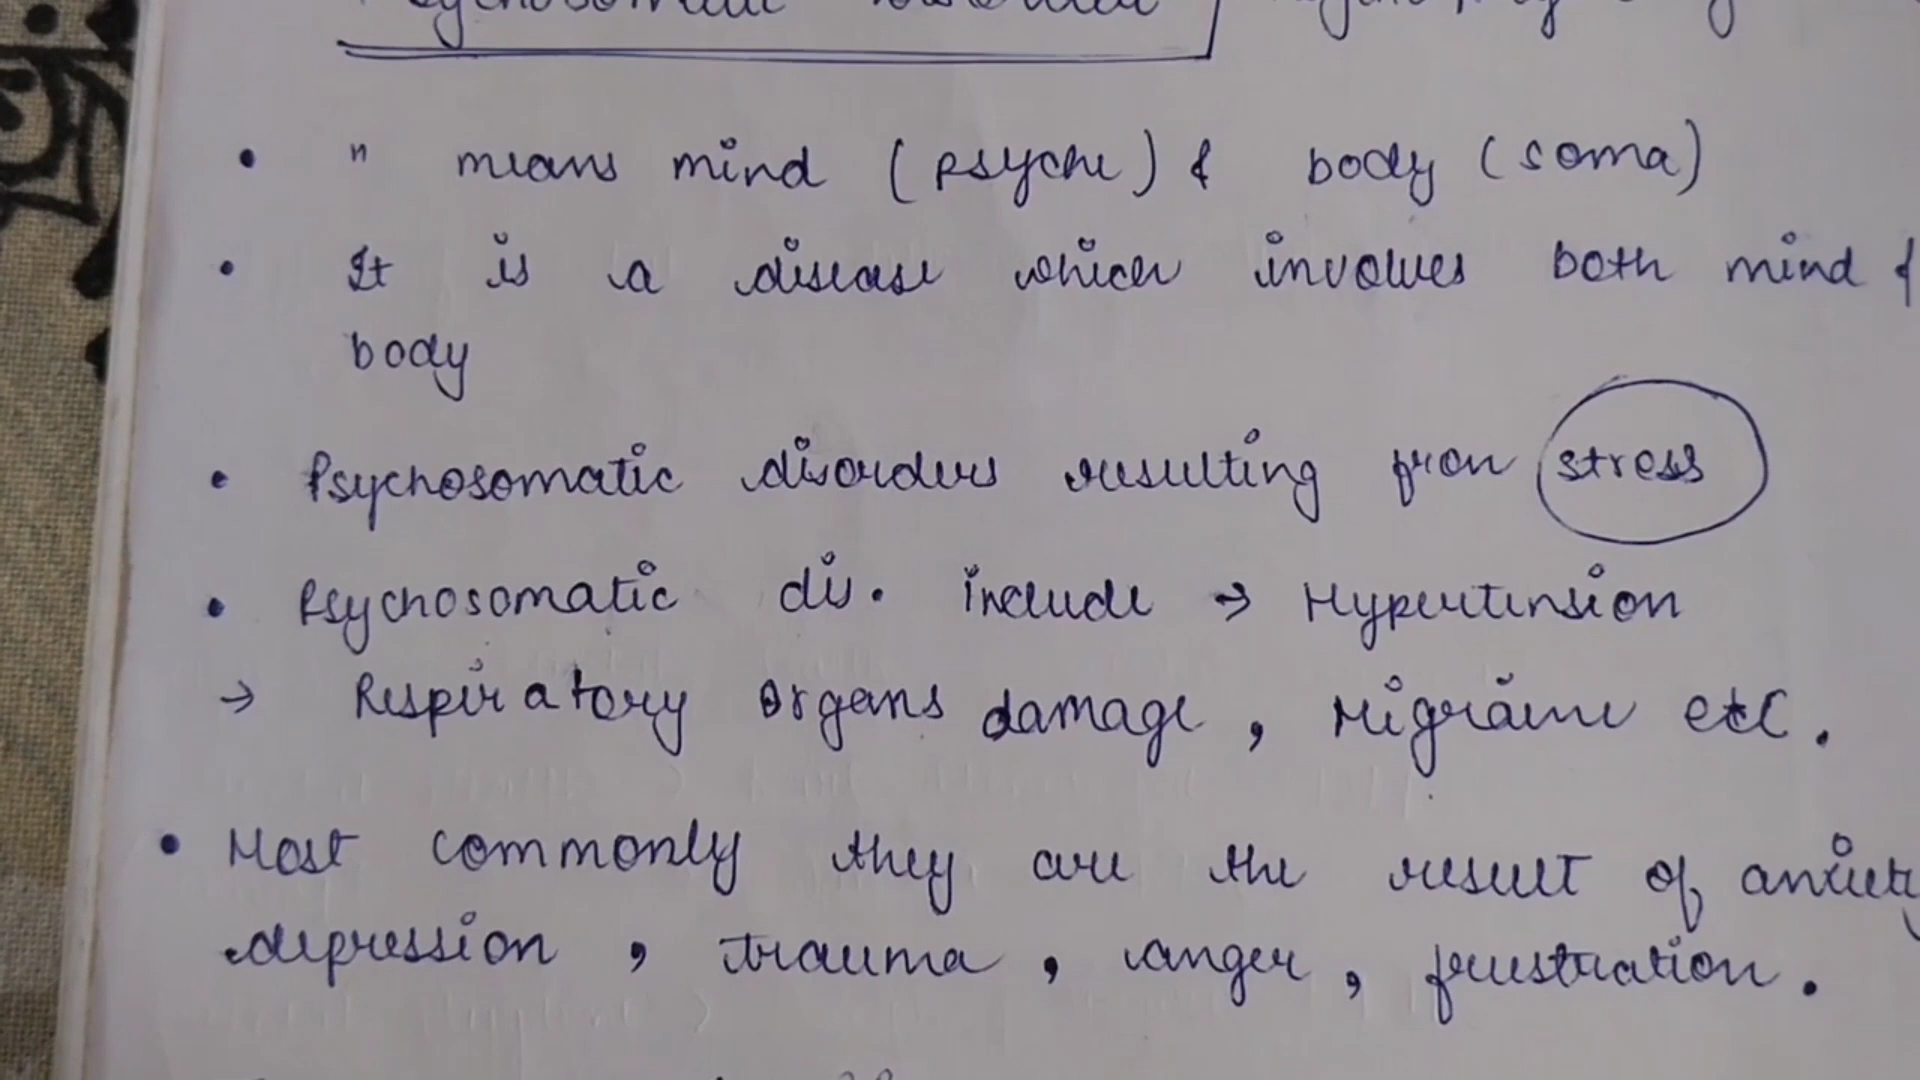 Psychosomatic
• " means mind (psyche) & body (soma)
• It is a disease which involves both mind &
body
• Psychosomatic disorders resulting from stress
• Psychosomatic dis. include → Hypertension
→ Respiratory organs damage, Migraine etc.
• Most commonly they are the result of anxiety
depression, trauma, anger, frustration.